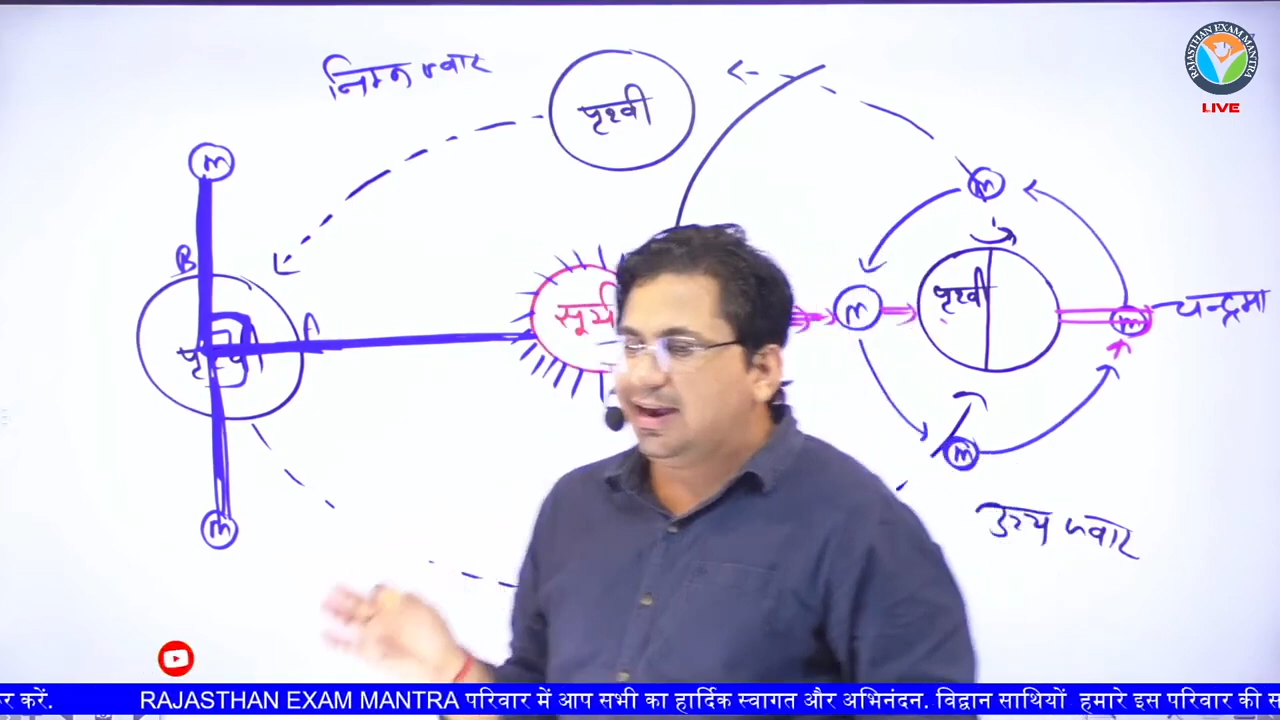 RAJASTHAN EXAM MANTRA
LIVE
निम्न ज्वार
पृथ्वी
m
m
B
A
पृथ्वी
सूर्य
m
पृथ्वी
m
चन्द्रमा
m
m
उच्च ज्वार
र करें. RAJASTHAN EXAM MANTRA परिवार में आप सभी का हार्दिक स्वागत और अभिनंदन. विद्वान साथियों हमारे इस परिवार की स